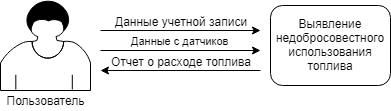 Данные учетной записи
Данные с датчиков
Отчет о расходе топлива
Пользователь
Выявление
недобросовестного
использования
топлива